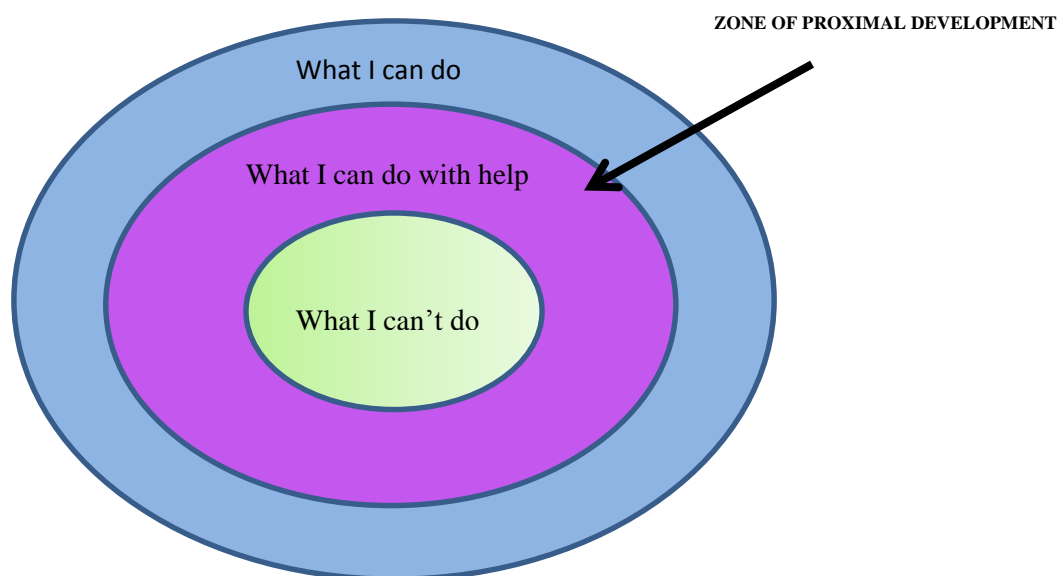 ZONE OF PROXIMAL DEVELOPMENT
What I can do
What I can do with help
What I can’t do